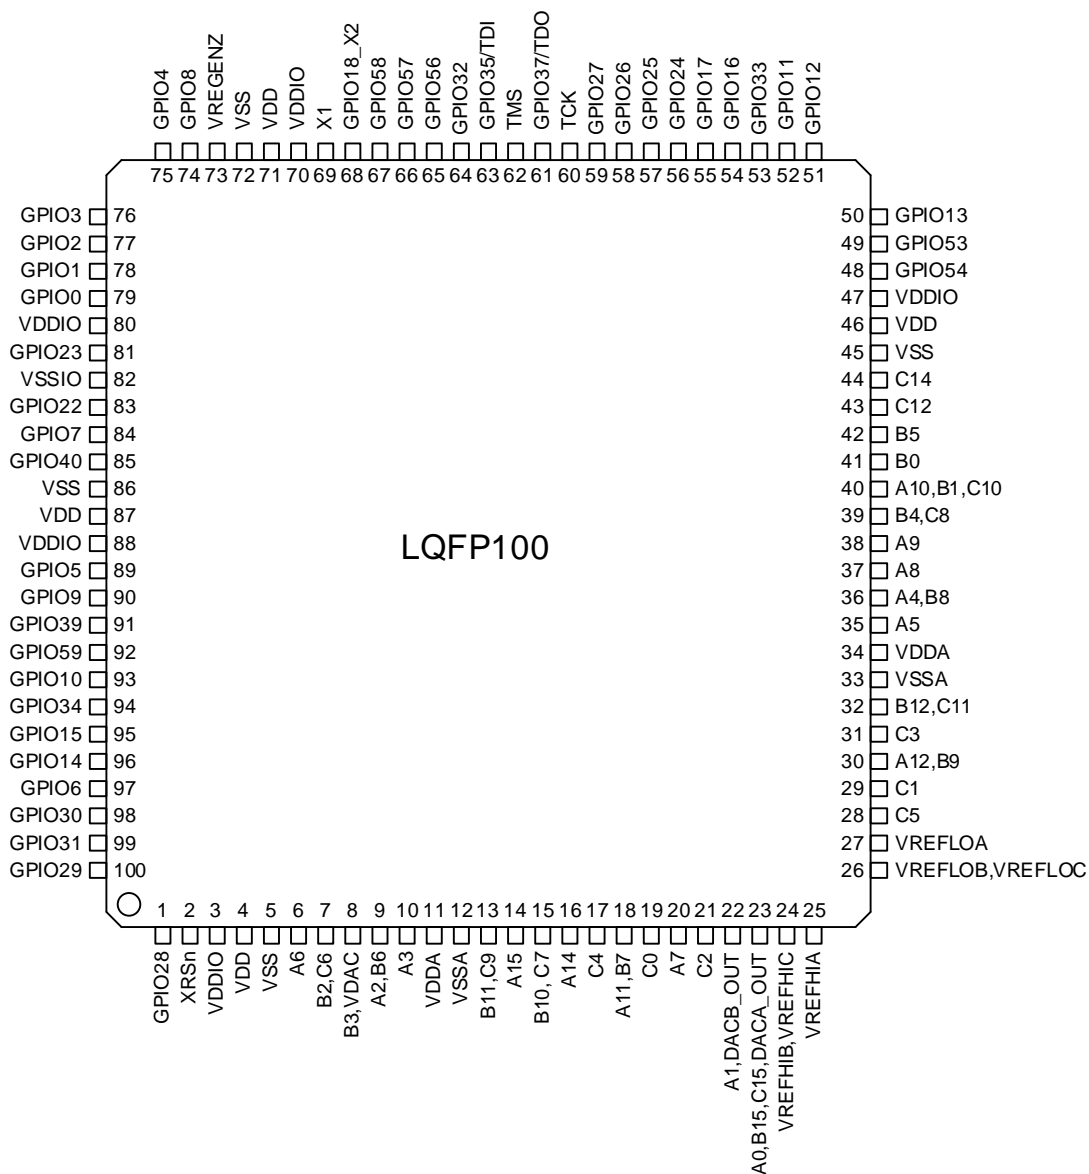 GPIO4
GPIO8
VREGENZ
VSS
VDD
VDDIO
X1
GPIO18_X2
GPIO58
GPIO57
GPIO56
GPIO32
GPIO35/TDI
TMS
GPIO37/TDO
TCK
GPIO27
GPIO26
GPIO25
GPIO24
GPIO17
GPIO16
GPIO33
GPIO11
GPIO12
75 74 73 72 71 70 69 68 67 66 65 64 63 62 61 60 59 58 57 56 55 54 53 52 51
GPIO3 76
GPIO2 77
GPIO1 78
GPIO0 79
VDDIO 80
GPIO23 81
VSSIO 82
GPIO22 83
GPIO7 84
GPIO40 85
VSS 86
VDD 87
VDDIO 88
GPIO5 89
GPIO9 90
GPIO39 91
GPIO59 92
GPIO10 93
GPIO34 94
GPIO15 95
GPIO14 96
GPIO6 97
GPIO30 98
GPIO31 99
GPIO29 100
LQFP100
50 GPIO13
49 GPIO53
48 GPIO54
47 VDDIO
46 VDD
45 VSS
44 C14
43 C12
42 B5
41 B0
40 A10,B1,C10
39 B4,C8
38 A9
37 A8
36 A4,B8
35 A5
34 VDDA
33 VSSA
32 B12,C11
31 C3
30 A12,B9
29 C1
28 C5
27 VREFLOA
26 VREFLOB,VREFLOC
1 2 3 4 5 6 7 8 9 10 11 12 13 14 15 16 17 18 19 20 21 22 23 24 25
GPIO28
XRSn
VDDIO
VDD
VSS
A6
B2,C6
B3,VDAC
A2,B6
A3
VDDA
VSSA
B11,C9
A15
B10, C7
A14
C4
A11,B7
C0
A7
C2
A1,DACB_OUT
A0,B15,C15,DACA_OUT
VREFHIB,VREFHIC
VREFHIA